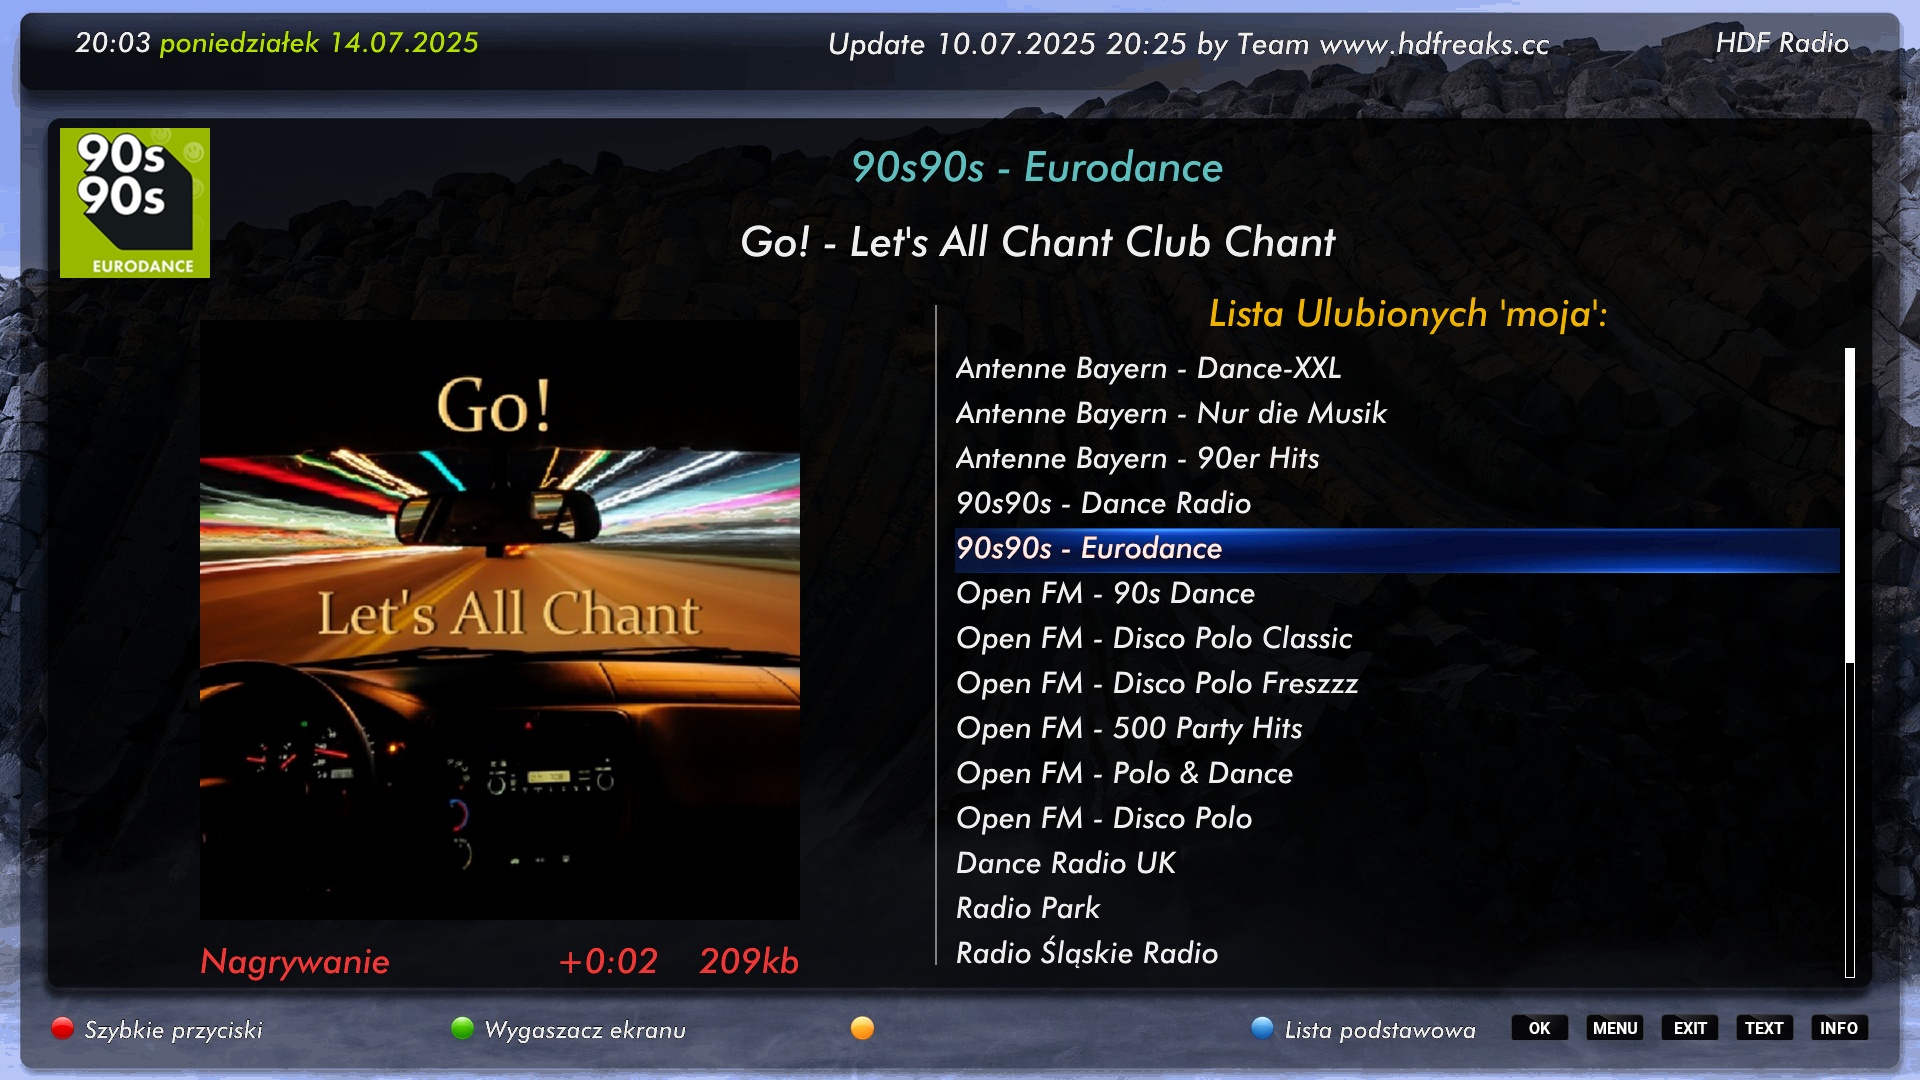 20:03 poniedziałek 14.07.2025
Update 10.07.2025 20:25 by Team www.hdfreaks.cc
HDF Radio
90s
90s
EURODANCE
90s90s - Eurodance
Go! - Let's All Chant Club Chant
Go!
Let's All Chant
Nagrywanie +0:02 209kb
Lista Ulubionych 'moja':
Antenne Bayern - Dance-XXL
Antenne Bayern - Nur die Musik
Antenne Bayern - 90er Hits
90s90s - Dance Radio
90s90s - Eurodance
Open FM - 90s Dance
Open FM - Disco Polo Classic
Open FM - Disco Polo Freszzz
Open FM - 500 Party Hits
Open FM - Polo & Dance
Open FM - Disco Polo
Dance Radio UK
Radio Park
Radio Śląskie Radio
Szybkie przyciski
Wygaszacz ekranu
Lista podstawowa
OK
MENU
EXIT
TEXT
INFO